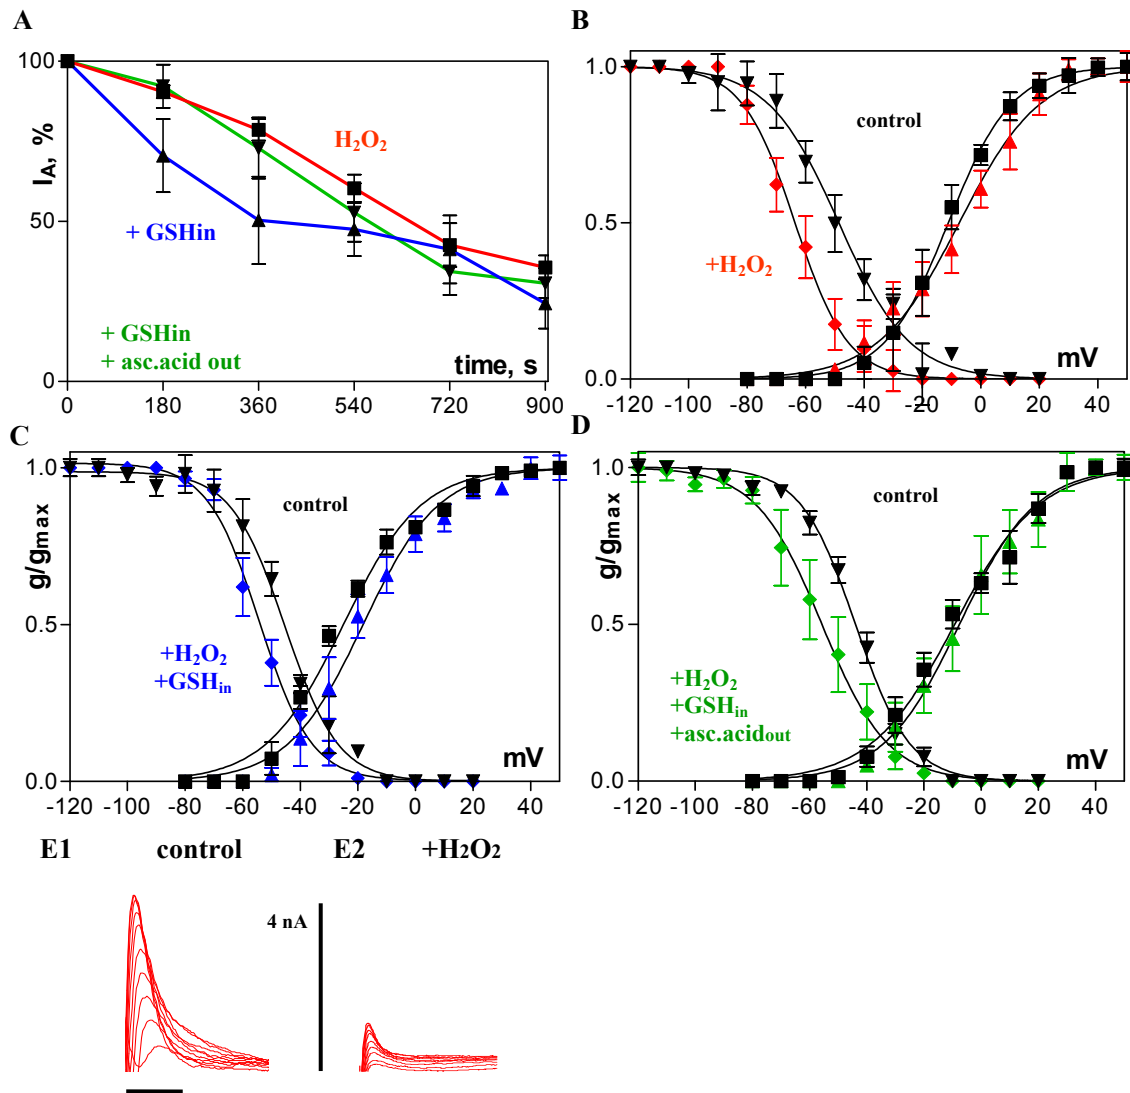 A
B
100
50
0
I_A, %
H₂O₂
+ GSHin
+ GSHin
+ asc.acid out
time, s
0 180 360 540 720 900
1.0
0.5
0.0
control
+H₂O₂
mV
-120 -100 -80 -60 -40 -20 0 20 40
C
D
1.0
0.5
0.0
g/gmax
control
+H₂O₂
+GSHin
mV
-120 -100 -80 -60 -40 -20 0 20 40
1.0
0.5
0.0
g/gmax
control
+H₂O₂
+GSHin
+asc.acidout
mV
-120 -100 -80 -60 -40 -20 0 20 40
E1 control E2 +H₂O₂
4 nA